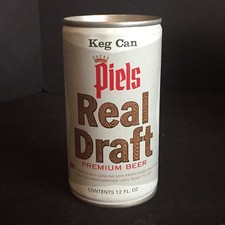 Keg Can
Piels
Real
Draft
PREMIUM BEER
CONTENTS 12 FL. OZ.